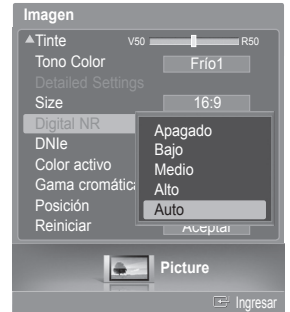 Imagen
▲Tinte V50 R50
Tono Color Frío1
Detailed Settings
Size 16:9
Digital NR
DNIe
Color activo
Gama cromática
Posición
Reiniciar Aceptar
Apagado
Bajo
Medio
Alto
Auto
Picture
Ingresar